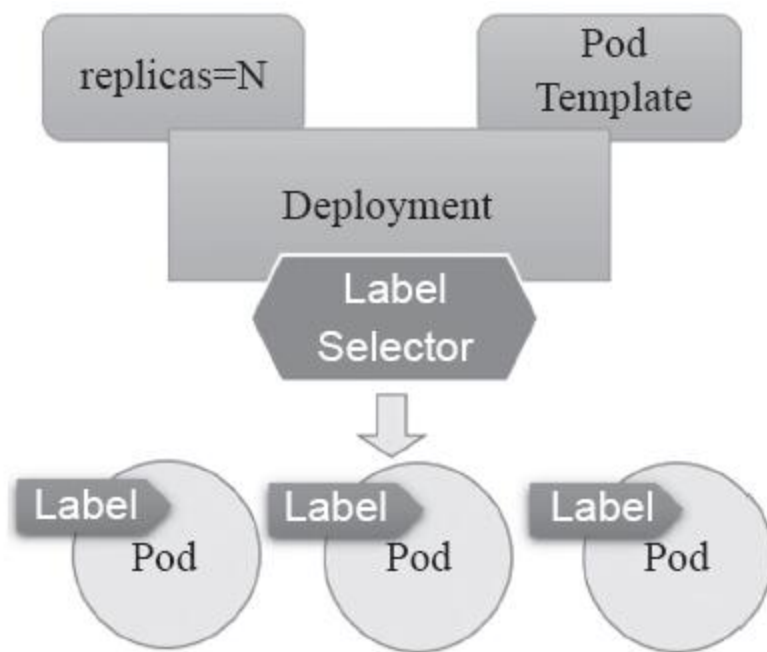 replicas=N
Pod
Template
Deployment
Label
Selector
Label
Pod
Label
Pod
Label
Pod